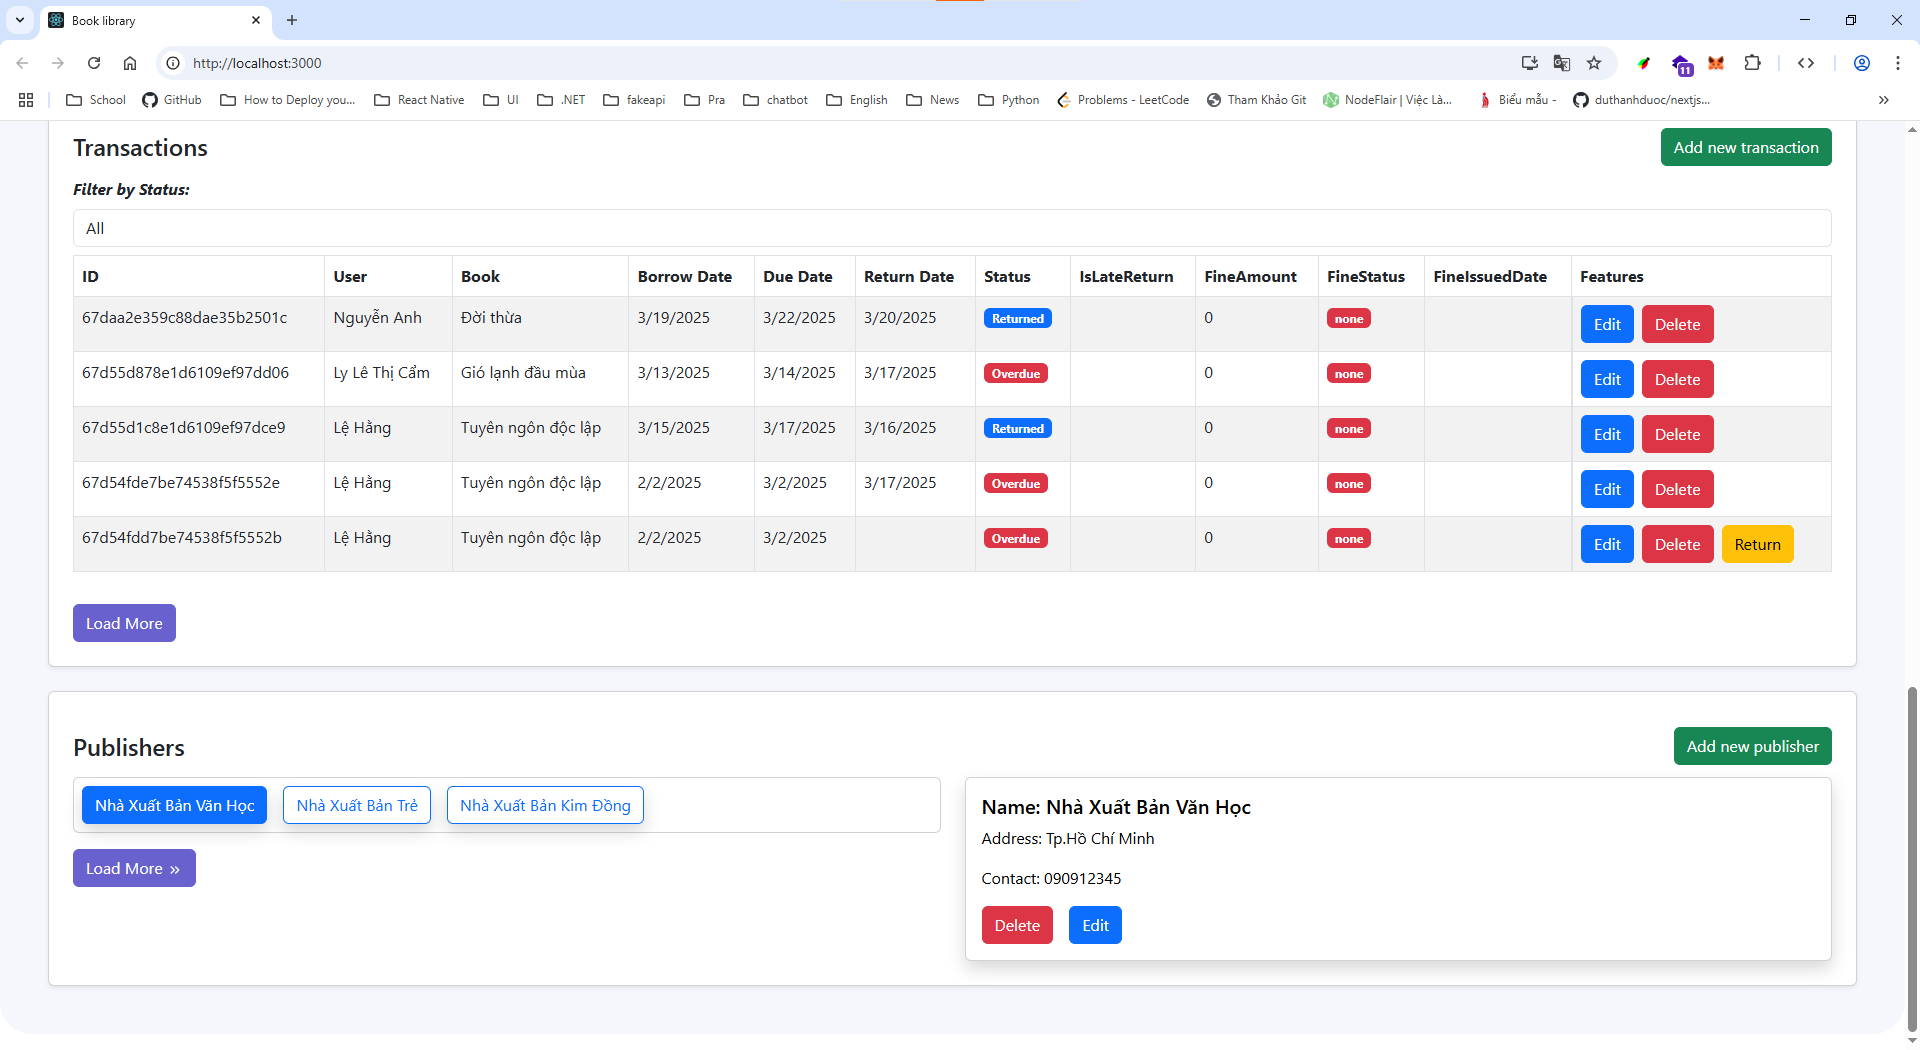 Book library
http://localhost:3000
11
School GitHub How to Deploy you... React Native UI .NET fakeapi Pra chatbot English News Python Problems - LeetCode Tham Khảo Git NodeFlair | Việc Là... Biểu mẫu - duthanhduoc/nextjs...
Transactions
Add new transaction
Filter by Status:
All
ID User Book Borrow Date Due Date Return Date Status IsLateReturn FineAmount FineStatus FineIssuedDate Features
67daa2e359c88dae35b2501c Nguyễn Anh Đời thừa 3/19/2025 3/22/2025 3/20/2025 Returned 0 none Edit Delete
67d55d878e1d6109ef97dd06 Ly Lê Thị Cẩm Gió lạnh đầu mùa 3/13/2025 3/14/2025 3/17/2025 Overdue 0 none Edit Delete
67d55d1c8e1d6109ef97dce9 Lệ Hằng Tuyên ngôn độc lập 3/15/2025 3/17/2025 3/16/2025 Returned 0 none Edit Delete
67d54fde7be74538f5f5552e Lệ Hằng Tuyên ngôn độc lập 2/2/2025 3/2/2025 3/17/2025 Overdue 0 none Edit Delete
67d54fdd7be74538f5f5552b Lệ Hằng Tuyên ngôn độc lập 2/2/2025 3/2/2025 Overdue 0 none Edit Delete Return
Load More
Publishers
Add new publisher
Nhà Xuất Bản Văn Học Nhà Xuất Bản Trẻ Nhà Xuất Bản Kim Đồng
Load More »
Name: Nhà Xuất Bản Văn Học
Address: Tp.Hồ Chí Minh
Contact: 090912345
Delete Edit